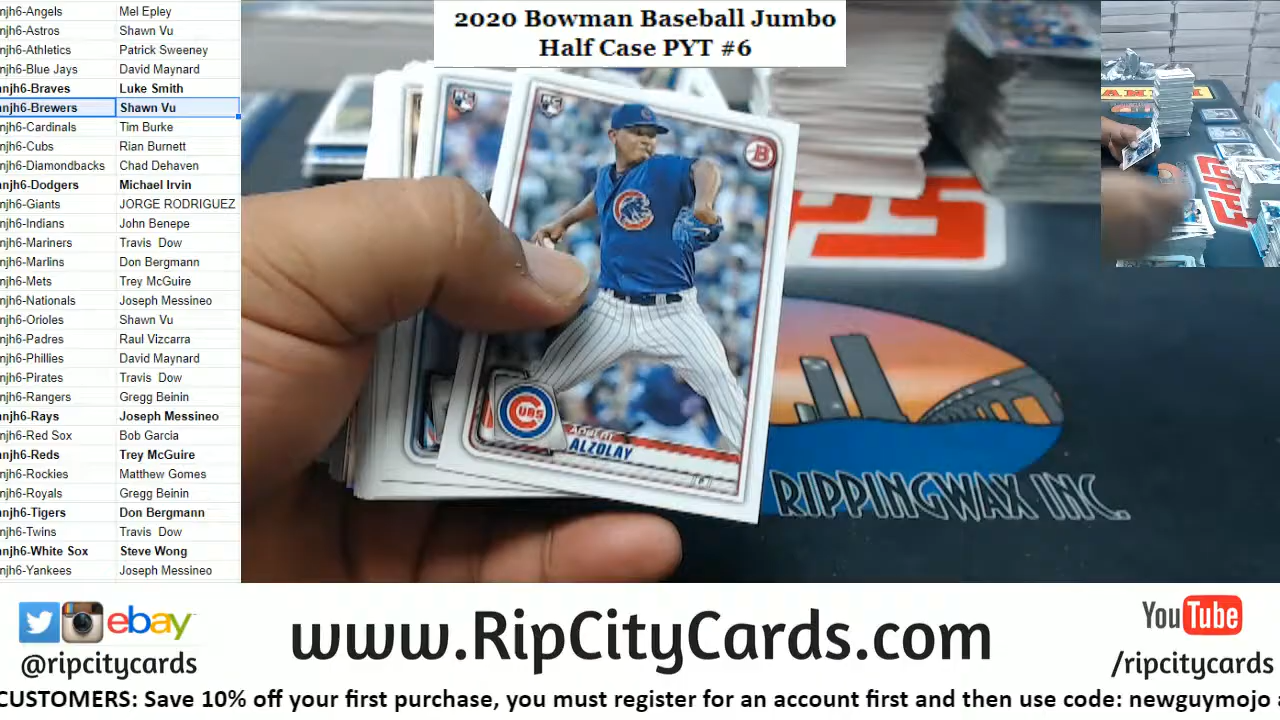 2020 Bowman Baseball Jumbo
Half Case PYT #6
njh6-Angels Mel Epley
njh6-Astros Shawn Vu
njh6-Athletics Patrick Sweeney
njh6-Blue Jays David Maynard
njh6-Braves Luke Smith
njh6-Brewers Shawn Vu
njh6-Cardinals Tim Burke
njh6-Cubs Rian Burnett
njh6-Diamondbacks Chad Dehaven
njh6-Dodgers Michael Irvin
njh6-Giants JORGE RODRIGUEZ
njh6-Indians John Benepe
njh6-Mariners Travis Dow
njh6-Marlins Don Bergmann
njh6-Mets Trey McGuire
njh6-Nationals Joseph Messineo
njh6-Orioles Shawn Vu
njh6-Padres Raul Vizcarra
njh6-Phillies David Maynard
njh6-Pirates Travis Dow
njh6-Rangers Gregg Beinin
njh6-Rays Joseph Messineo
njh6-Red Sox Bob Garcia
njh6-Reds Trey McGuire
njh6-Rockies Matthew Gomes
njh6-Royals Gregg Beinin
njh6-Tigers Don Bergmann
njh6-Twins Travis Dow
njh6-White Sox Steve Wong
njh6-Yankees Joseph Messineo
RC
RC
B
CUBS
ALZOLAY
RIPPINGWAX INC.
ebay
@ripcitycards
www.RipCityCards.com
YouTube
/ripcitycards
CUSTOMERS: Save 10% off your first purchase, you must register for an account first and then use code: newguymojo a